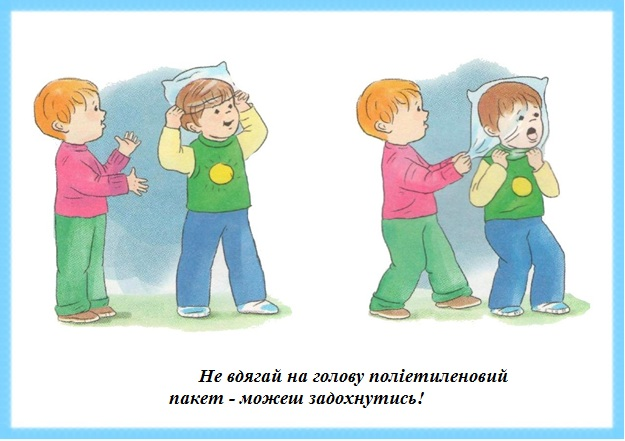 Не вдягай на голову поліетиленовий
пакет - можеш задохнутись!